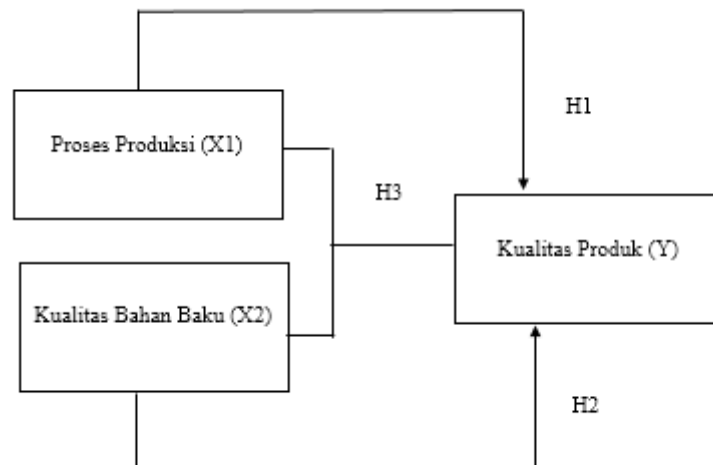 H1
Proses Produksi (X1)
H3
Kualitas Produk (Y)
Kualitas Bahan Baku (X2)
H2